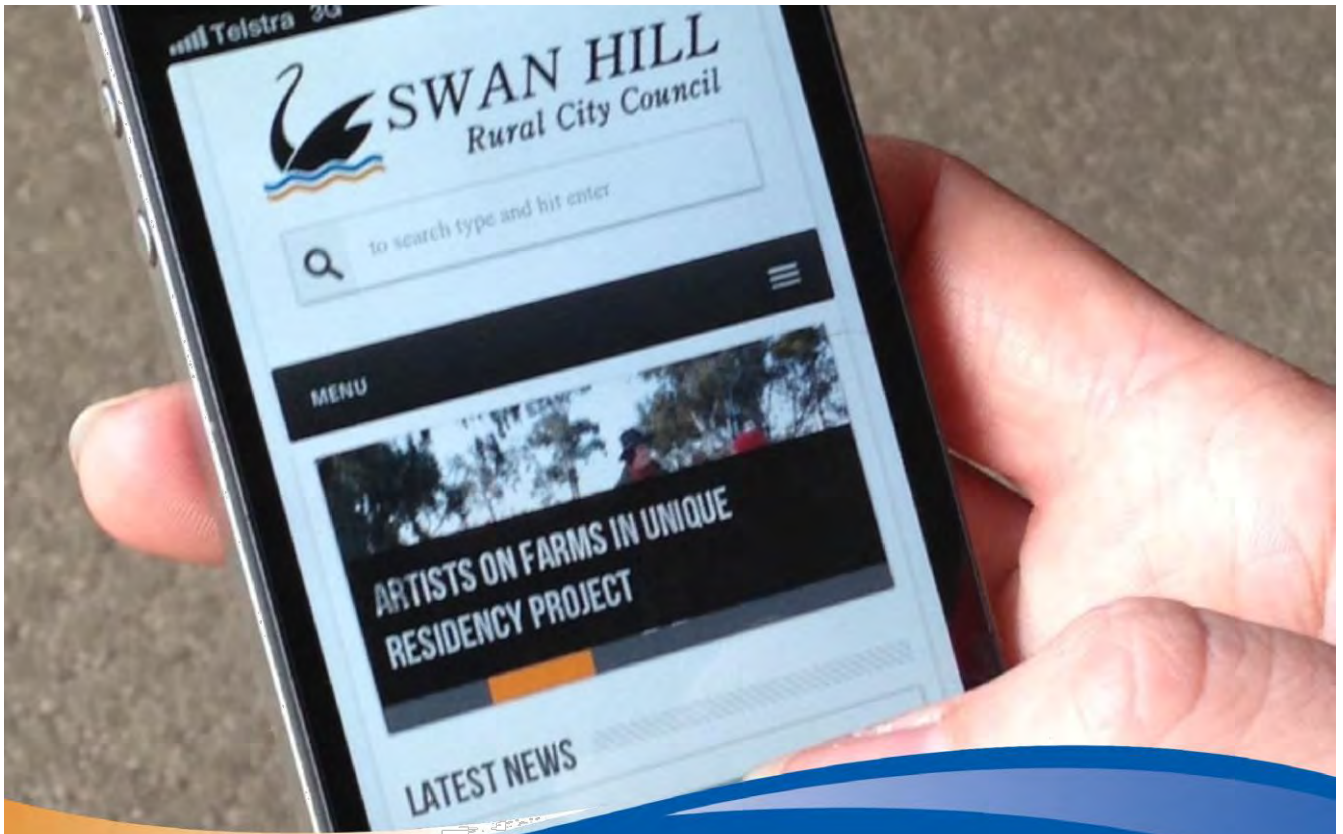 Telstra 3G
SWAN HILL
Rural City Council
to search type and hit enter
MENU
ARTISTS ON FARMS IN UNIQUE
RESIDENCY PROJECT
LATEST NEWS